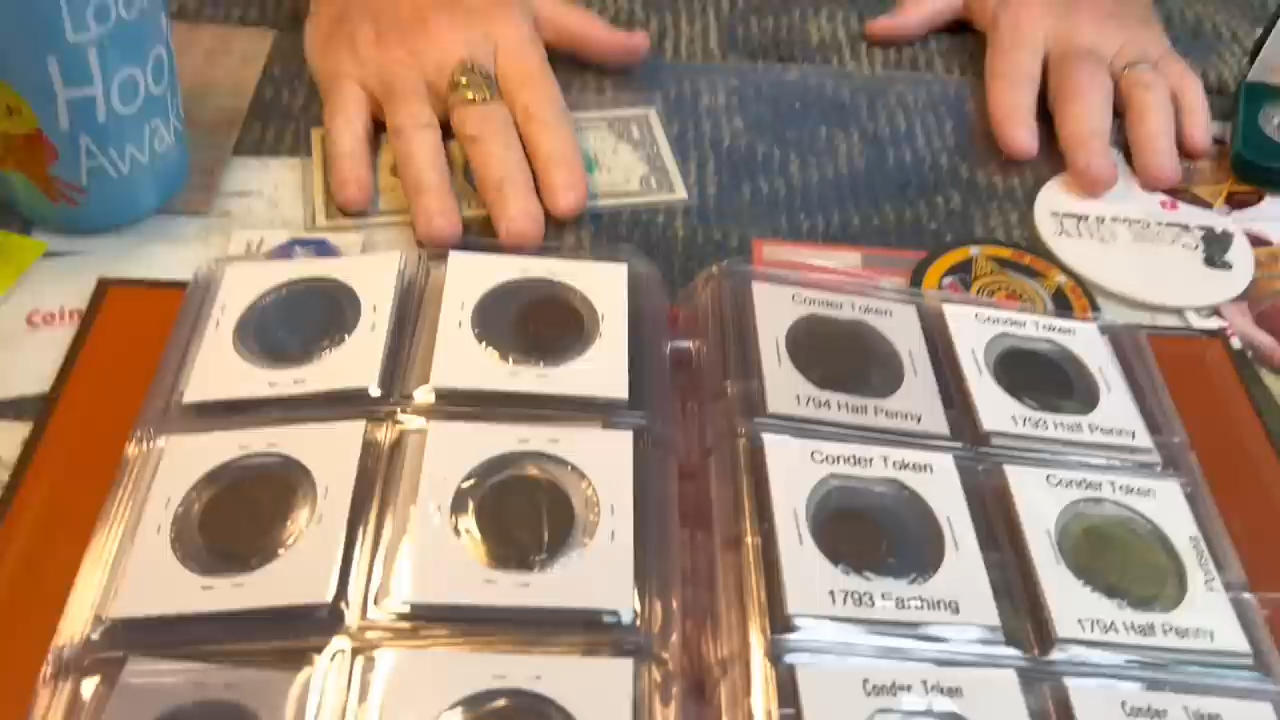 Look
Hoo
Awak
Coin
Conder Token
1794 Half Penny
Conder Token
1793 Half Penny
Conder Token
1793 Farthing
Conder Token
1794 Half Penny
Conder Token
Conder Token